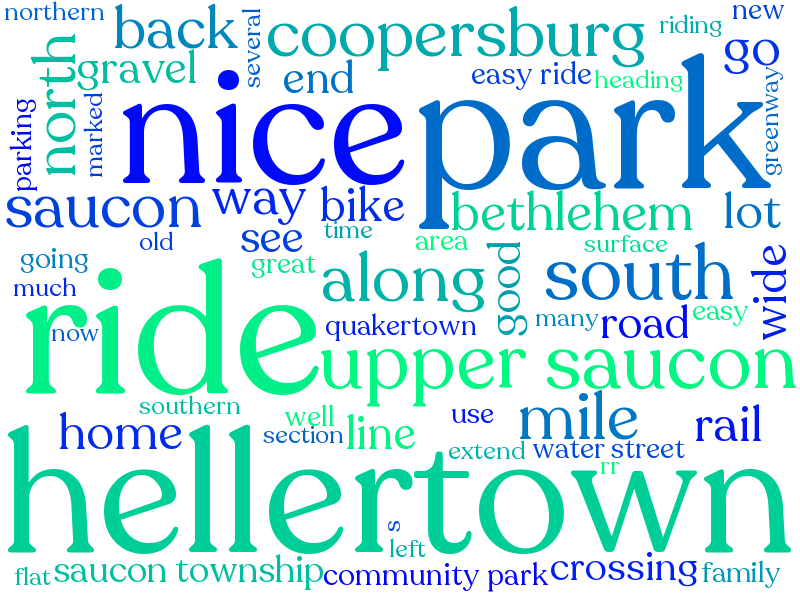 northern
back
several
coopersburg
riding
new
go
north
gravel
end
easy ride
heading
greenway
parking
marked
nice
park
saucon
way
bike
bethlehem
lot
old
see
time
area
surface
going
great
along
good
south
wide
much
ride
now
quakertown
many
road
easy
upper saucon
southern
well
use
mile
home
section
line
extend
water street
rail
rr
hellertown
s
left
flat
saucon township
community park
crossing
family